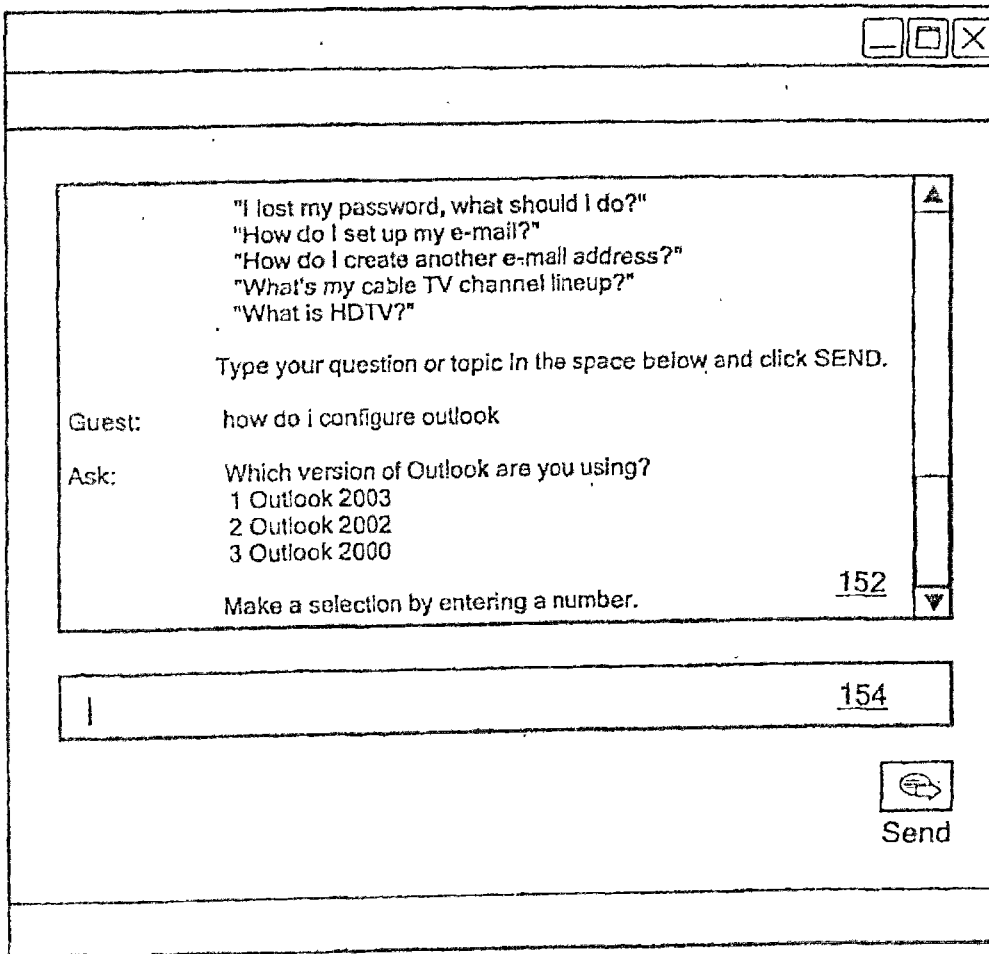 "I lost my password, what should I do?"
"How do I set up my e-mail?"
"How do I create another e-mail address?"
"What's my cable TV channel lineup?"
"What is HDTV?"
Type your question or topic in the space below and click SEND.
Guest: how do i configure outlook
Ask: Which version of Outlook are you using?
1 Outlook 2003
2 Outlook 2002
3 Outlook 2000
152
Make a selection by entering a number.
154
Send